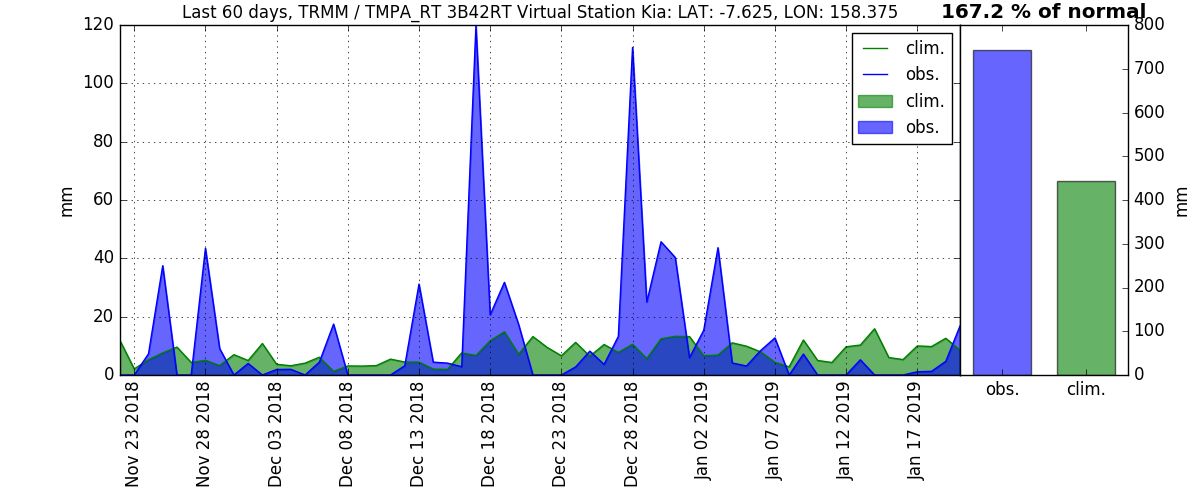 Last 60 days, TRMM / TMPA_RT 3B42RT Virtual Station Kia: LAT: -7.625, LON: 158.375
167.2 % of normal
120
100
80
60
40
20
0
mm
clim.
obs.
clim.
obs.
800
700
600
500
400
300
200
100
0
mm
Nov 23 2018
Nov 28 2018
Dec 03 2018
Dec 08 2018
Dec 13 2018
Dec 18 2018
Dec 23 2018
Dec 28 2018
Jan 02 2019
Jan 07 2019
Jan 12 2019
Jan 17 2019
obs.
clim.